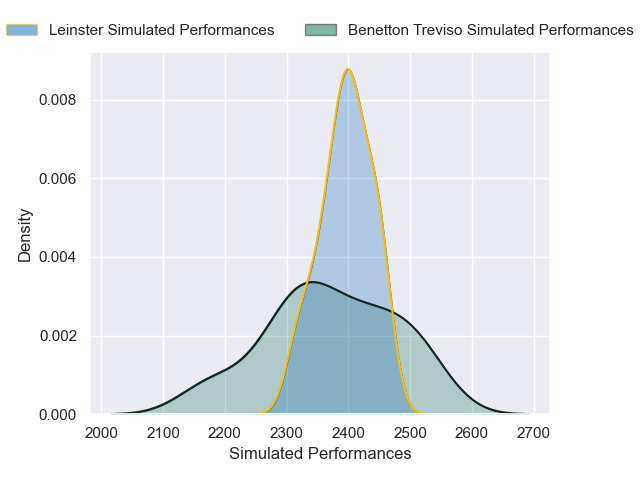 Leinster Simulated Performances
Benetton Treviso Simulated Performances
0.008
0.006
0.004
0.002
0.000
Density
2000 2100 2200 2300 2400 2500 2600 2700
Simulated Performances